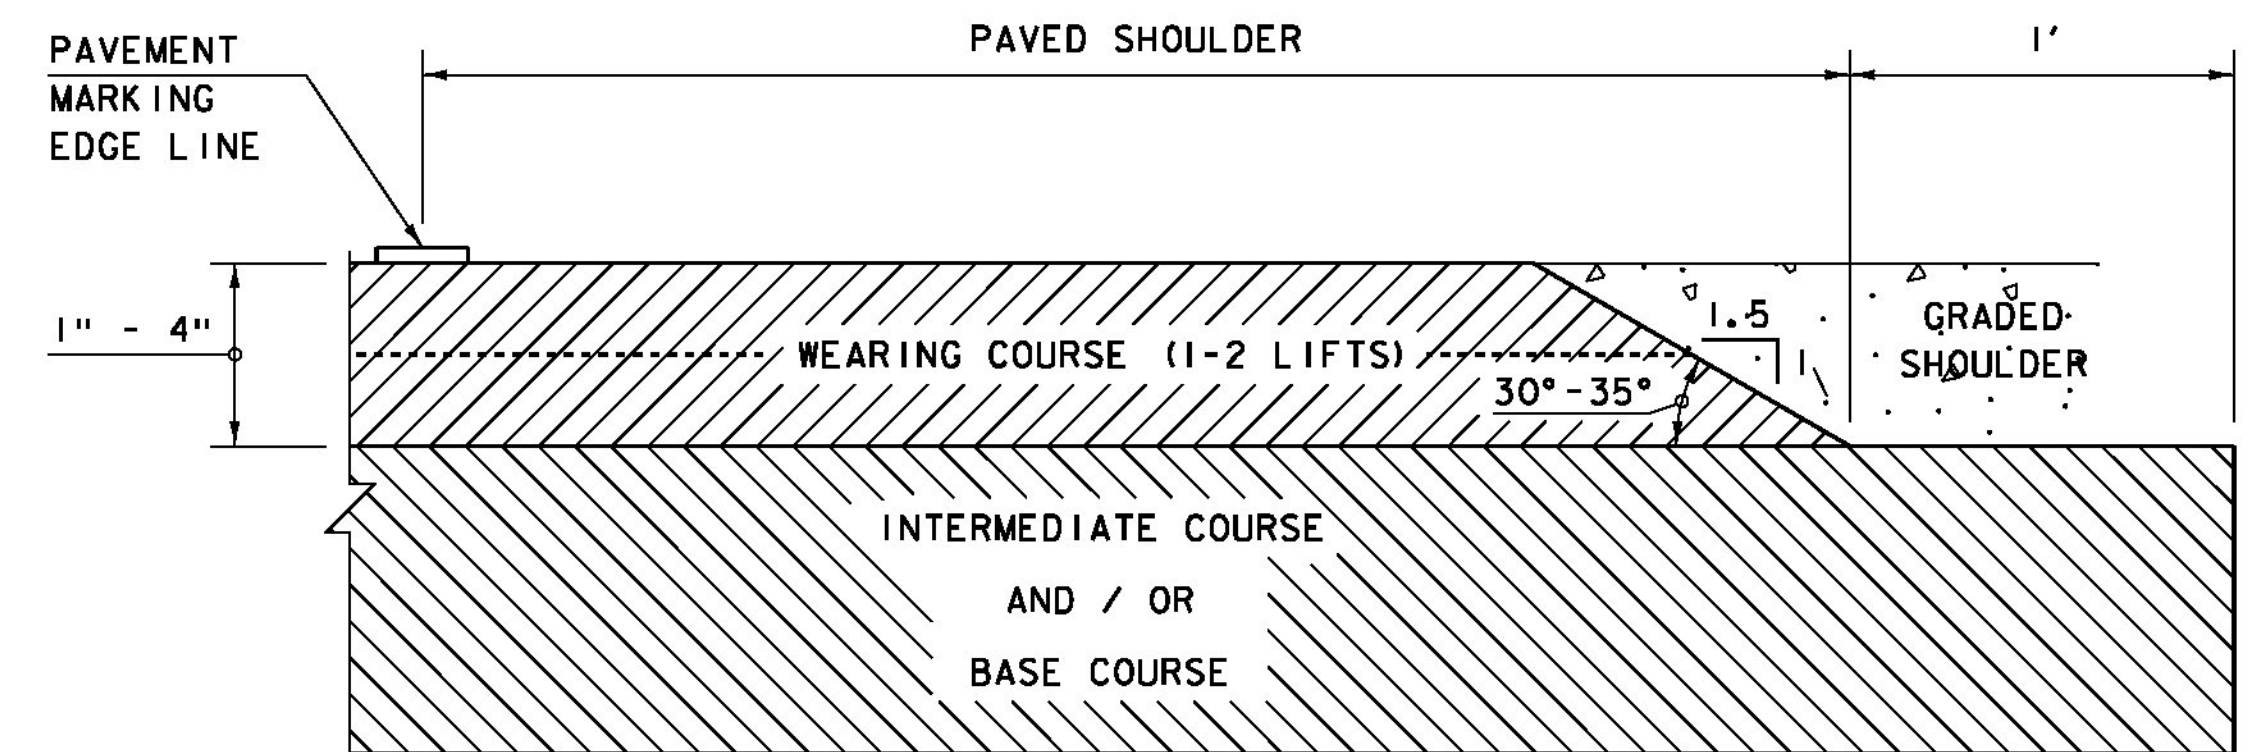 PAVEMENT
MARKING
EDGE LINE
PAVED SHOULDER
1'
1" - 4"
WEARING COURSE (1-2 LIFTS)
30°-35°
1.5
1
GRADED
SHOULDER
INTERMEDIATE COURSE
AND / OR
BASE COURSE